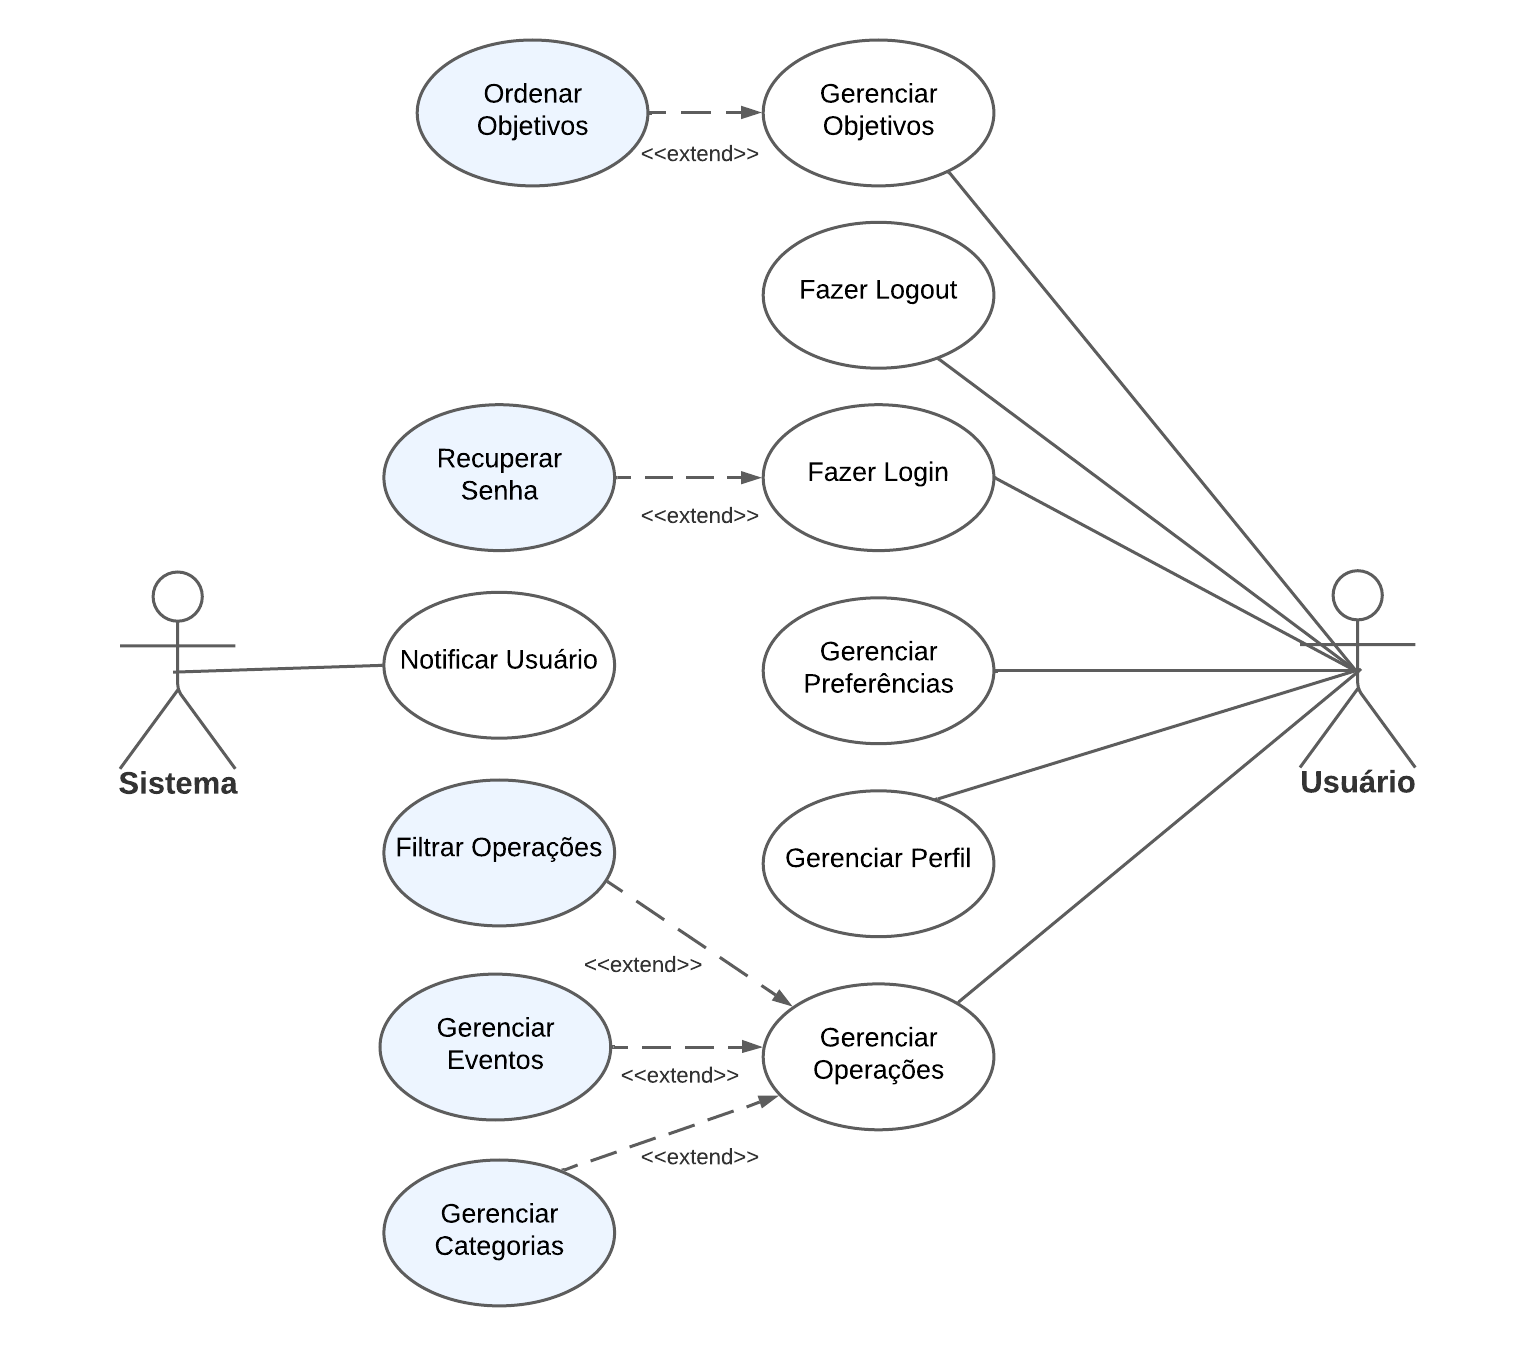 Ordenar
Objetivos
<<extend>>
Gerenciar
Objetivos
Fazer Logout
Recuperar
Senha
<<extend>>
Fazer Login
Notificar Usuário
Gerenciar
Preferências
Sistema
Usuário
Filtrar Operações
Gerenciar Perfil
<<extend>>
Gerenciar
Eventos
<<extend>>
Gerenciar
Operações
<<extend>>
Gerenciar
Categorias